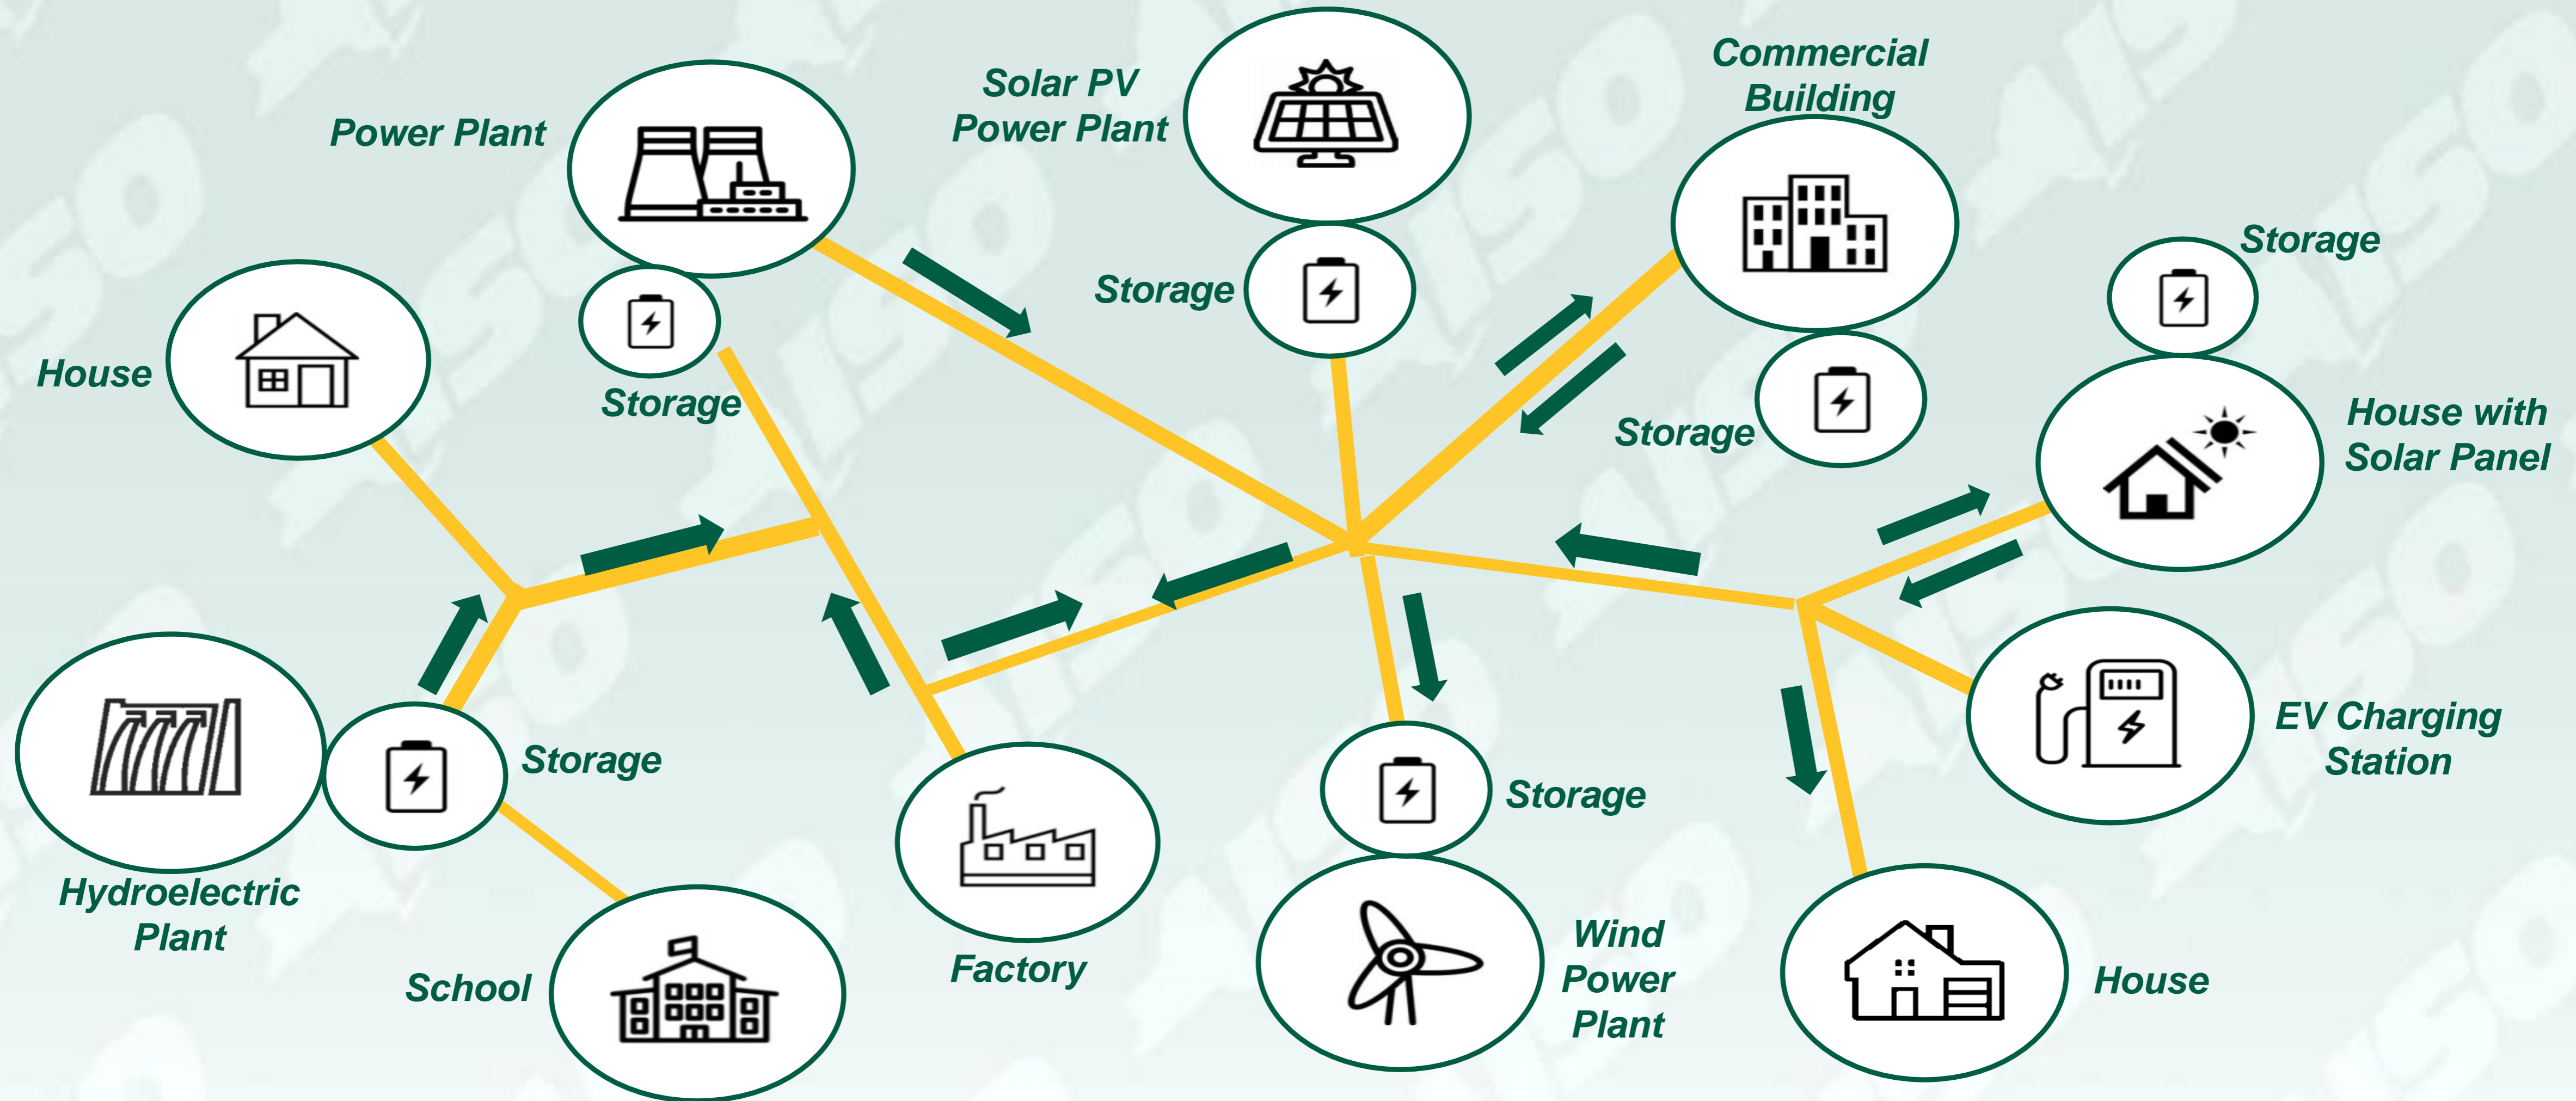 Commercial
Building
Solar PV
Power Plant
Power Plant
Storage
Storage
House
Storage
House with
Solar Panel
Storage
EV Charging
Station
Storage
Storage
Hydroelectric
Plant
School
Factory
Wind
Power
Plant
House
AISO